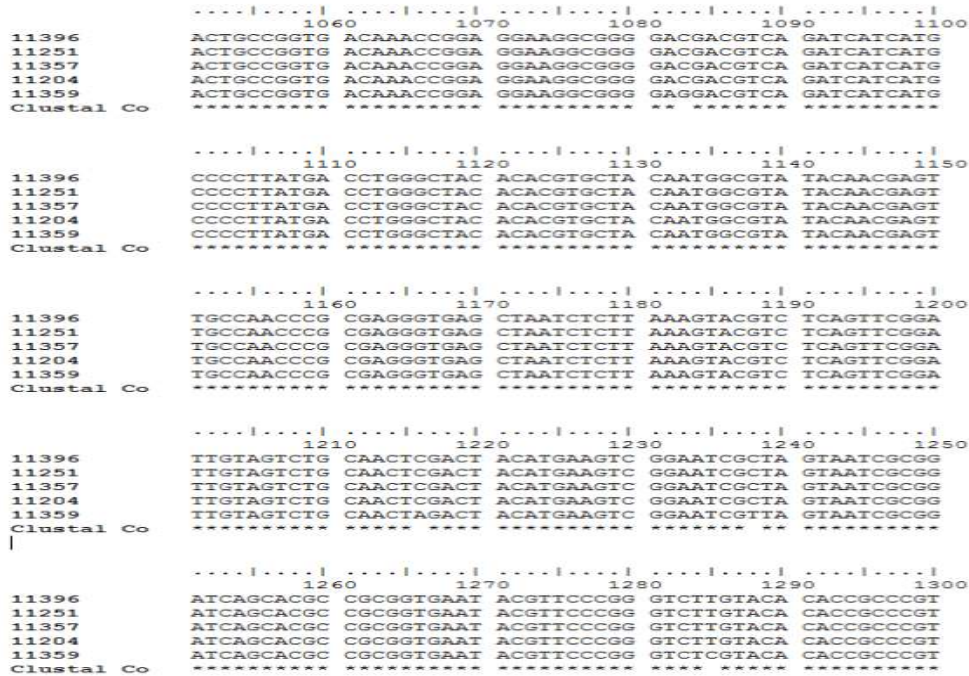 ....|....| ....|....| ....|....| ....|....| ....|....|
1060 1070 1080 1090 1100
11396 ACTGCCGGTG ACAAACCGGA GGAAGGCGGG GACGACGTCA GATCATCATG
11251 ACTGCCGGTG ACAAACCGGA GGAAGGCGGG GACGACGTCA GATCATCATG
11357 ACTGCCGGTG ACAAACCGGA GGAAGGCGGG GACGACGTCA GATCATCATG
11204 ACTGCCGGTG ACAAACCGGA GGAAGGCGGG GACGACGTCA GATCATCATG
11359 ACTGCCGGTG ACAAACCGGA GGAAGGCGGG GAGGACGTCA GATCATCATG
Clustal Co ********** ********** ********** ** ******* **********
....|....| ....|....| ....|....| ....|....| ....|....|
1110 1120 1130 1140 1150
11396 CCCCTTATGA CCTGGGCTAC ACACGTGCTA CAATGGCGTA TACAACGAGT
11251 CCCCTTATGA CCTGGGCTAC ACACGTGCTA CAATGGCGTA TACAACGAGT
11357 CCCCTTATGA CCTGGGCTAC ACACGTGCTA CAATGGCGTA TACAACGAGT
11204 CCCCTTATGA CCTGGGCTAC ACACGTGCTA CAATGGCGTA TACAACGAGT
11359 CCCCTTATGA CCTGGGCTAC ACACGTGCTA CAATGGCGTA TACAACGAGT
Clustal Co ********** ********** ********** ********** **********
....|....| ....|....| ....|....| ....|....| ....|....|
1160 1170 1180 1190 1200
11396 TGCCAACCCG CGAGGGTGAG CTAATCTCTT AAAGTACGTC TCAGTTCGGA
11251 TGCCAACCCG CGAGGGTGAG CTAATCTCTT AAAGTACGTC TCAGTTCGGA
11357 TGCCAACCCG CGAGGGTGAG CTAATCTCTT AAAGTACGTC TCAGTTCGGA
11204 TGCCAACCCG CGAGGGTGAG CTAATCTCTT AAAGTACGTC TCAGTTCGGA
11359 TGCCAACCCG CGAGGGTGAG CTAATCTCTT AAAGTACGTC TCAGTTCGGA
Clustal Co ********** ********** ********** ********** **********
....|....| ....|....| ....|....| ....|....| ....|....|
1210 1220 1230 1240 1250
11396 TTGTAGTCTG CAACTCGACT ACATGAAGTC GGAATCGCTA GTAATCGCGG
11251 TTGTAGTCTG CAACTCGACT ACATGAAGTC GGAATCGCTA GTAATCGCGG
11357 TTGTAGTCTG CAACTCGACT ACATGAAGTC GGAATCGCTA GTAATCGCGG
11204 TTGTAGTCTG CAACTCGACT ACATGAAGTC GGAATCGCTA GTAATCGCGG
11359 TTGTAGTCTG CAACTAGACT ACATGAAGTC GGAATCGTTA GTAATCGCGG
Clustal Co ********** ***** **** ********** ******* ** **********
....|....| ....|....| ....|....| ....|....| ....|....|
1260 1270 1280 1290 1300
11396 ATCAGCACGC CGCGGTGAAT ACGTTCCCGG GTCTTGTACA CACCGCCCGT
11251 ATCAGCACGC CGCGGTGAAT ACGTTCCCGG GTCTTGTACA CACCGCCCGT
11357 ATCAGCACGC CGCGGTGAAT ACGTTCCCGG GTCTTGTACA CACCGCCCGT
11204 ATCAGCACGC CGCGGTGAAT ACGTTCCCGG GTCTTGTACA CACCGCCCGT
11359 ATCAGCACGC CGCGGTGAAT ACGTTCCCGG GTCTCGTACA CACCGCCCGT
Clustal Co ********** ********** ********** **** ***** **********